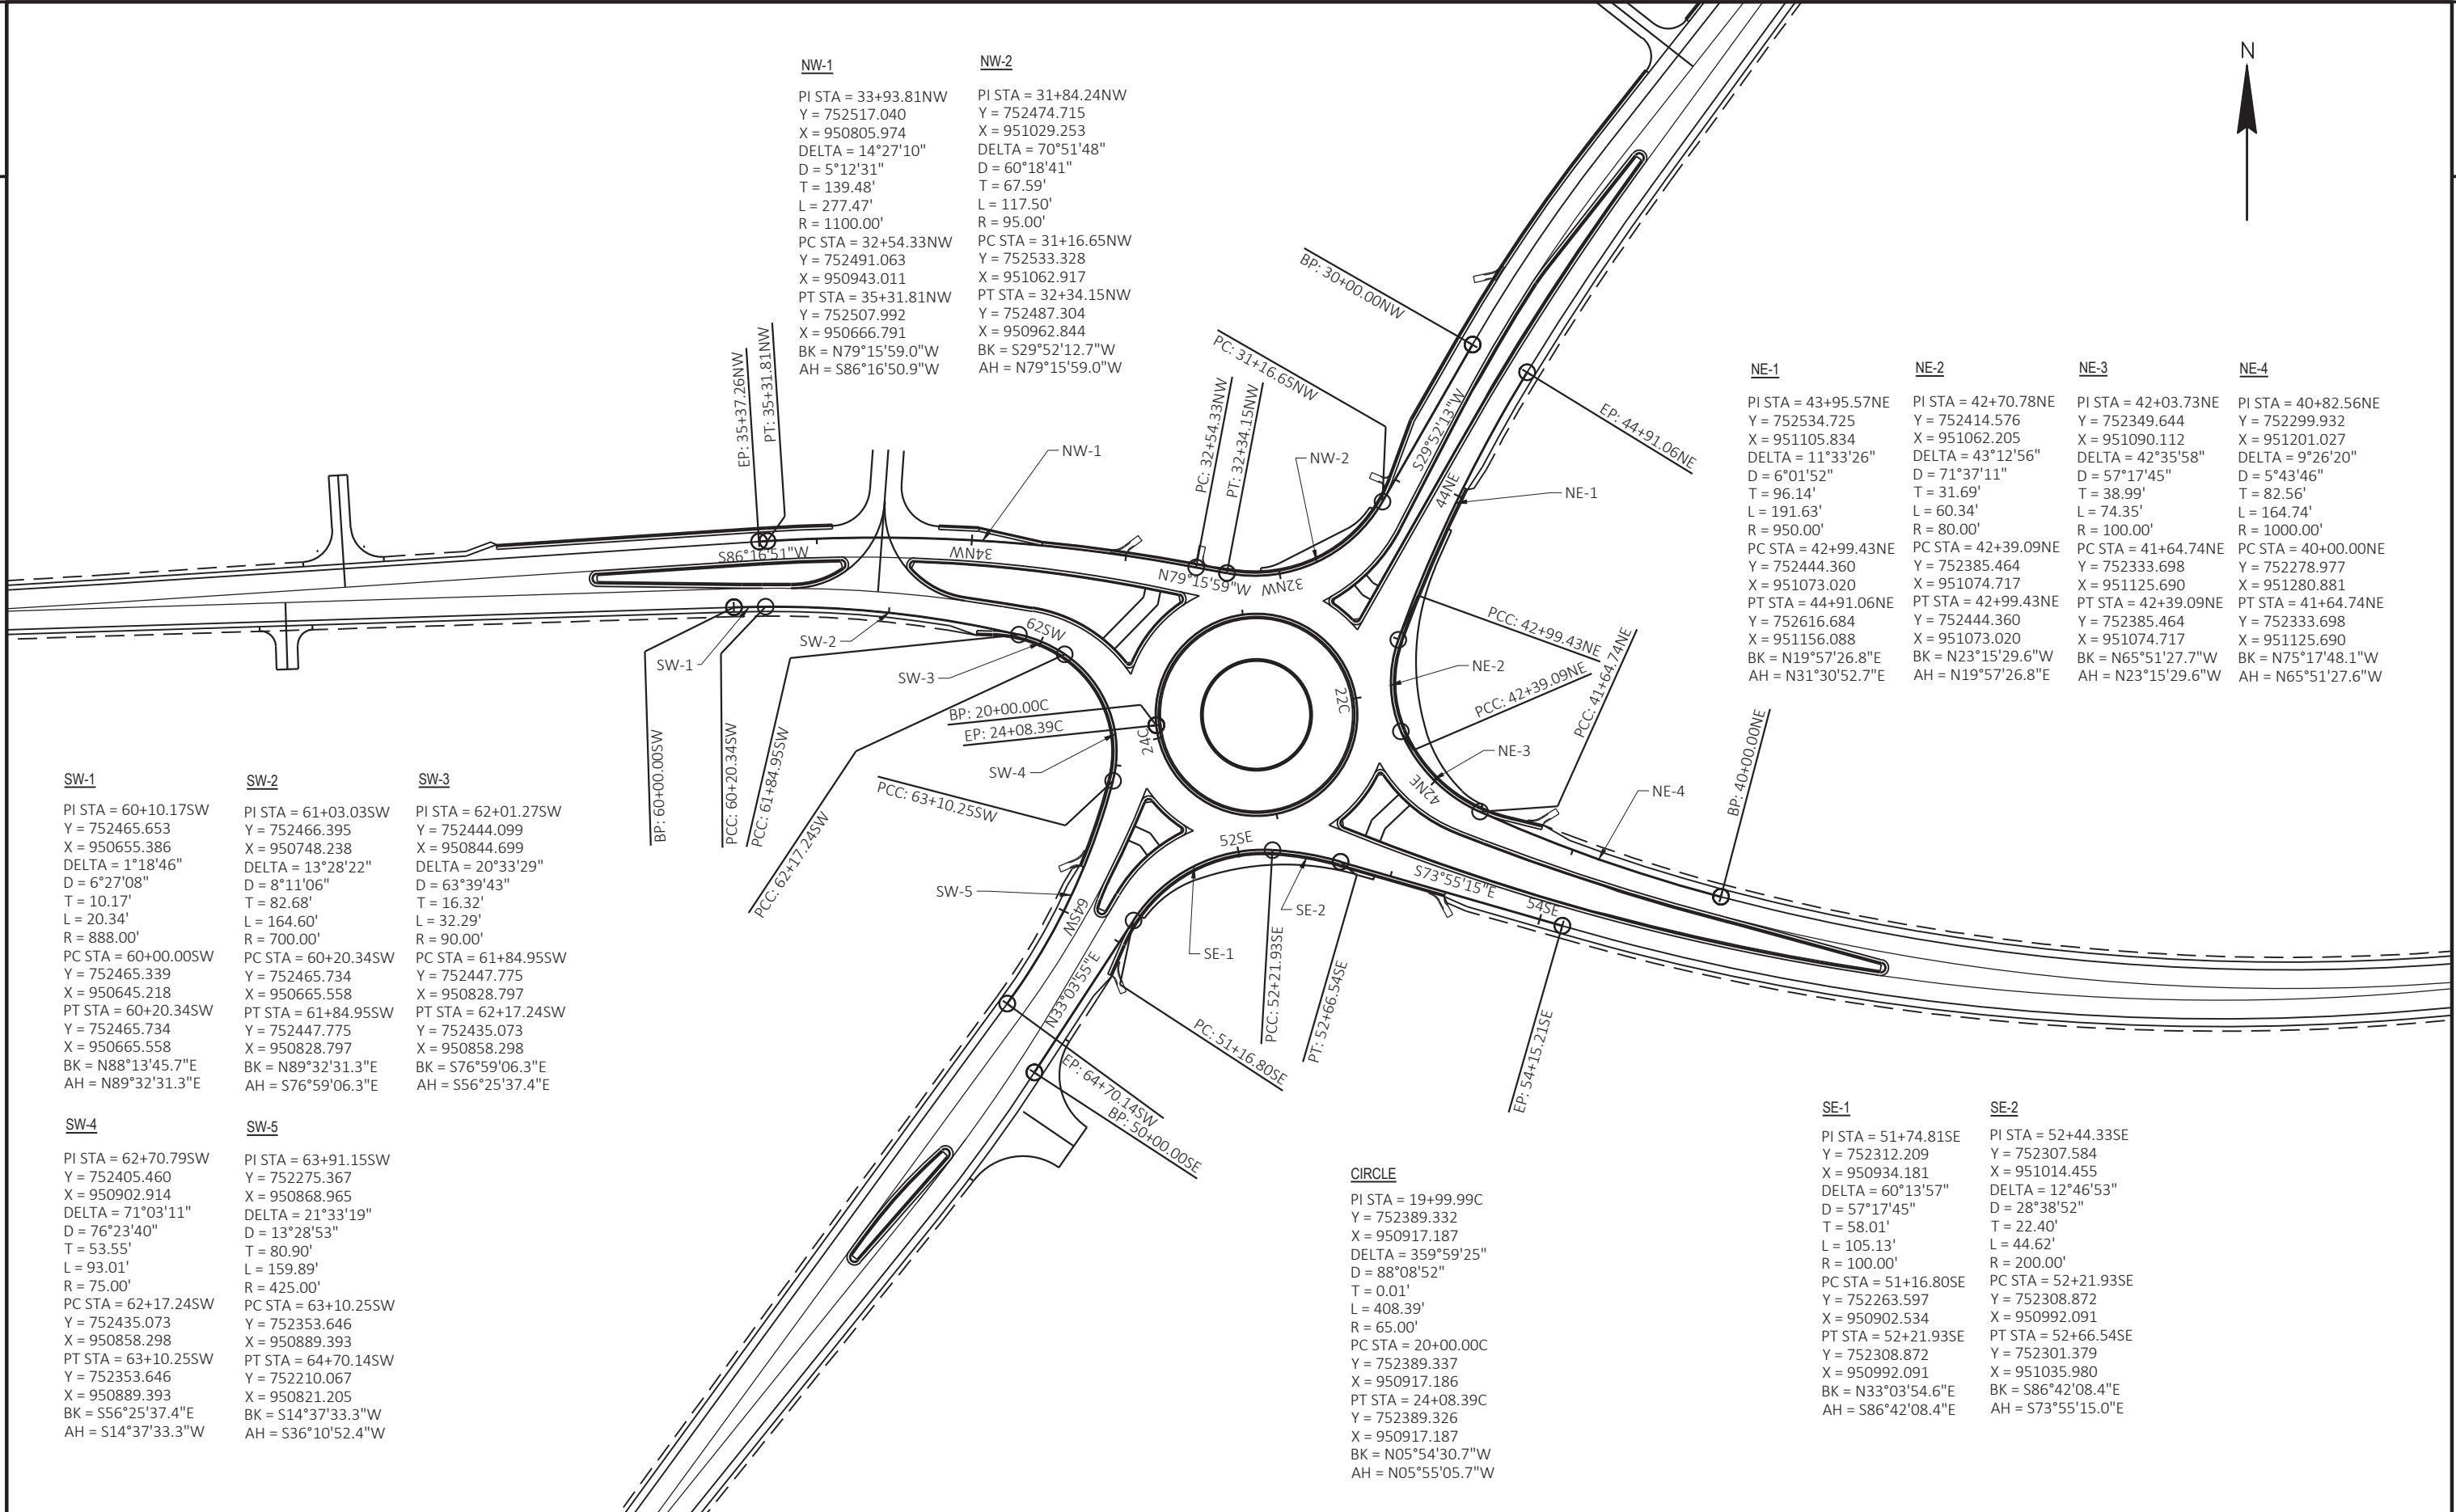 N
NW-1
PI STA = 33+93.81NW
Y = 752517.040
X = 950805.974
DELTA = 14°27'10"
D = 5°12'31"
T = 139.48'
L = 277.47'
R = 1100.00'
PC STA = 32+54.33NW
Y = 752491.063
X = 950943.011
PT STA = 35+31.81NW
Y = 752507.992
X = 950666.791
BK = N79°15'59.0"W
AH = S86°16'50.9"W
NW-2
PI STA = 31+84.24NW
Y = 752474.715
X = 951029.253
DELTA = 70°51'48"
D = 60°18'41"
T = 67.59'
L = 117.50'
R = 95.00'
PC STA = 31+16.65NW
Y = 752533.328
X = 951062.917
PT STA = 32+34.15NW
Y = 752487.304
X = 950962.844
BK = S29°52'12.7"W
AH = N79°15'59.0"W
NE-1
PI STA = 43+95.57NE
Y = 752534.725
X = 951105.834
DELTA = 11°33'26"
D = 6°01'52"
T = 96.14'
L = 191.63'
R = 950.00'
PC STA = 42+99.43NE
Y = 752444.360
X = 951073.020
PT STA = 44+91.06NE
Y = 752616.684
X = 951156.088
BK = N19°57'26.8"E
AH = N31°30'52.7"E
NE-2
PI STA = 42+70.78NE
Y = 752414.576
X = 951062.205
DELTA = 43°12'56"
D = 71°37'11"
T = 31.69'
L = 60.34'
R = 80.00'
PC STA = 42+39.09NE
Y = 752385.464
X = 951074.717
PT STA = 42+99.43NE
Y = 752444.360
X = 951073.020
BK = N23°15'29.6"W
AH = N19°57'26.8"E
NE-3
PI STA = 42+03.73NE
Y = 752349.644
X = 951090.112
DELTA = 42°35'58"
D = 57°17'45"
T = 38.99'
L = 74.35'
R = 100.00'
PC STA = 41+64.74NE
Y = 752333.698
X = 951125.690
PT STA = 42+39.09NE
Y = 752385.464
X = 951074.717
BK = N65°51'27.7"W
AH = N23°15'29.6"W
NE-4
PI STA = 40+82.56NE
Y = 752299.932
X = 951201.027
DELTA = 9°26'20"
D = 5°43'46"
T = 82.56'
L = 164.74'
R = 1000.00'
PC STA = 40+00.00NE
Y = 752278.977
X = 951280.881
PT STA = 41+64.74NE
Y = 752333.698
X = 951125.690
BK = N75°17'48.1"W
AH = N65°51'27.6"W
BP: 30+00.00NW
PC: 31+16.65NW
PC: 32+54.33NW
PT: 32+34.15NW
EP: 35+37.26NW
PT: 35+31.81NW
EP: 44+91.06NE
S29°52'13"W
44NE
NW-1
NW-2
NE-1
S86°16'51"W
34NW
N79°15'59"W
32NW
SW-1
SW-2
SW-3
SW-4
SW-5
62SW
BP: 20+00.00C
EP: 24+08.39C
24C
22C
PCC: 42+99.43NE
NE-2
PCC: 42+39.09NE
PCC: 41+64.74NE
NE-3
42NE
NE-4
BP: 40+00.00NE
BP: 60+00.00SW
PCC: 60+20.34SW
PCC: 61+84.95SW
PCC: 62+17.24SW
PCC: 63+10.25SW
52SE
S73°55'15"E
54SE
SE-2
SE-1
64SW
N33°03'55"E
PCC: 52+21.93SE
PT: 52+66.54SE
PC: 51+16.80SE
EP: 54+15.21SE
EP: 64+70.14SW
BP: 50+00.00SE
SW-1
PI STA = 60+10.17SW
Y = 752465.653
X = 950655.386
DELTA = 1°18'46"
D = 6°27'08"
T = 10.17'
L = 20.34'
R = 888.00'
PC STA = 60+00.00SW
Y = 752465.339
X = 950645.218
PT STA = 60+20.34SW
Y = 752465.734
X = 950665.558
BK = N88°13'45.7"E
AH = N89°32'31.3"E
SW-2
PI STA = 61+03.03SW
Y = 752466.395
X = 950748.238
DELTA = 13°28'22"
D = 8°11'06"
T = 82.68'
L = 164.60'
R = 700.00'
PC STA = 60+20.34SW
Y = 752465.734
X = 950665.558
PT STA = 61+84.95SW
Y = 752447.775
X = 950828.797
BK = N89°32'31.3"E
AH = S76°59'06.3"E
SW-3
PI STA = 62+01.27SW
Y = 752444.099
X = 950844.699
DELTA = 20°33'29"
D = 63°39'43"
T = 16.32'
L = 32.29'
R = 90.00'
PC STA = 61+84.95SW
Y = 752447.775
X = 950828.797
PT STA = 62+17.24SW
Y = 752435.073
X = 950858.298
BK = S76°59'06.3"E
AH = S56°25'37.4"E
SW-4
PI STA = 62+70.79SW
Y = 752405.460
X = 950902.914
DELTA = 71°03'11"
D = 76°23'40"
T = 53.55'
L = 93.01'
R = 75.00'
PC STA = 62+17.24SW
Y = 752435.073
X = 950858.298
PT STA = 63+10.25SW
Y = 752353.646
X = 950889.393
BK = S56°25'37.4"E
AH = S14°37'33.3"W
SW-5
PI STA = 63+91.15SW
Y = 752275.367
X = 950868.965
DELTA = 21°33'19"
D = 13°28'53"
T = 80.90'
L = 159.89'
R = 425.00'
PC STA = 63+10.25SW
Y = 752353.646
X = 950889.393
PT STA = 64+70.14SW
Y = 752210.067
X = 950821.205
BK = S14°37'33.3"W
AH = S36°10'52.4"W
CIRCLE
PI STA = 19+99.99C
Y = 752389.332
X = 950917.187
DELTA = 359°59'25"
D = 88°08'52"
T = 0.01'
L = 408.39'
R = 65.00'
PC STA = 20+00.00C
Y = 752389.337
X = 950917.186
PT STA = 24+08.39C
Y = 752389.326
X = 950917.187
BK = N05°54'30.7"W
AH = N05°55'05.7"W
SE-1
PI STA = 51+74.81SE
Y = 752312.209
X = 950934.181
DELTA = 60°13'57"
D = 57°17'45"
T = 58.01'
L = 105.13'
R = 100.00'
PC STA = 51+16.80SE
Y = 752263.597
X = 950902.534
PT STA = 52+21.93SE
Y = 752308.872
X = 950992.091
BK = N33°03'54.6"E
AH = S86°42'08.4"E
SE-2
PI STA = 52+44.33SE
Y = 752307.584
X = 951014.455
DELTA = 12°46'53"
D = 28°38'52"
T = 22.40'
L = 44.62'
R = 200.00'
PC STA = 52+21.93SE
Y = 752308.872
X = 950992.091
PT STA = 52+66.54SE
Y = 752301.379
X = 951035.980
BK = S86°42'08.4"E
AH = S73°55'15.0"E